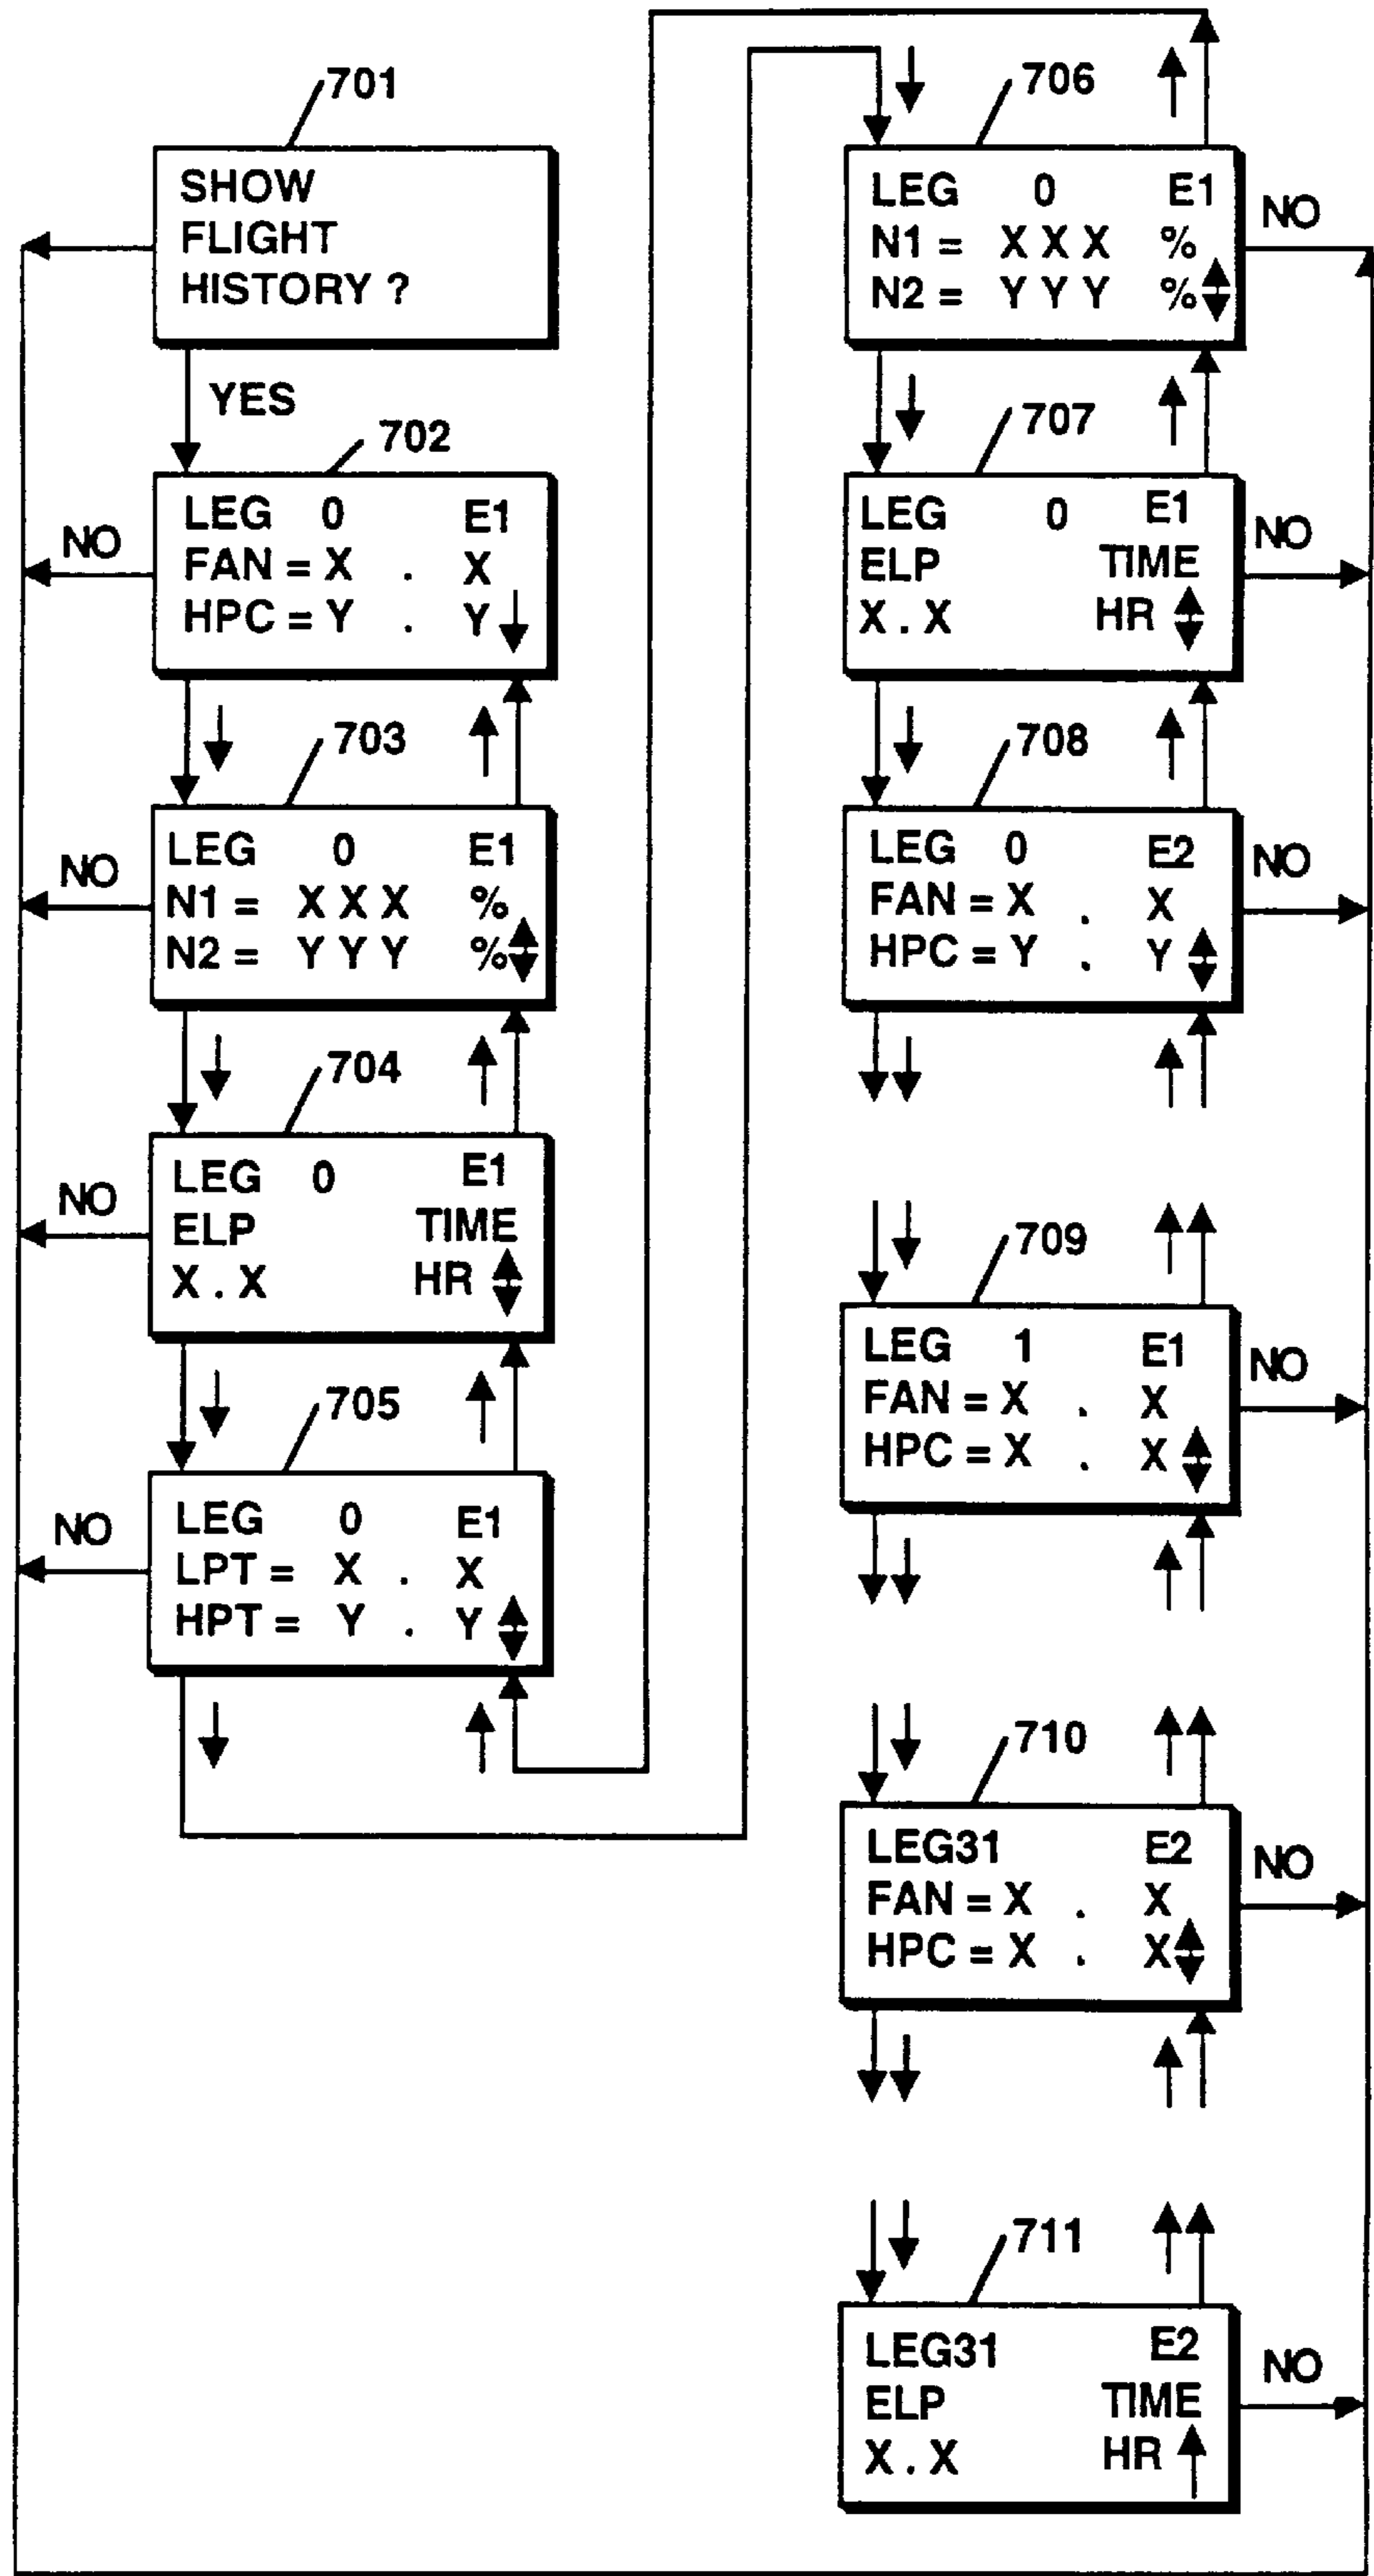 701
SHOW
FLIGHT
HISTORY ?
YES
702
LEG 0 E1
FAN = X . X
HPC = Y . Y
NO
703
LEG 0 E1
N1 = X X X %
N2 = Y Y Y %
NO
704
LEG 0 E1
ELP TIME
X . X HR
NO
705
LEG 0 E1
LPT = X . X
HPT = Y . Y
NO
706
LEG 0 E1
N1 = X X X %
N2 = Y Y Y %
NO
707
LEG 0 E1
ELP TIME
X . X HR
NO
708
LEG 0 E2
FAN = X . X
HPC = Y . Y
NO
709
LEG 1 E1
FAN = X . X
HPC = X . X
NO
710
LEG31 E2
FAN = X . X
HPC = X . X
NO
711
LEG31 E2
ELP TIME
X . X HR
NO